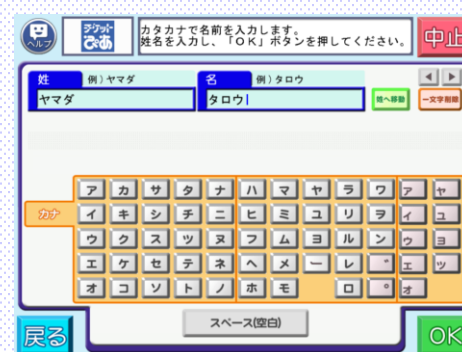 ヘルプ
チケット
ぴあ
カタカナで名前を入力します。
姓名を入力し、「OK」ボタンを押してください。
中止
姓 例）ヤマダ 名 例）タロウ
ヤマダ タロウ
姓へ移動 一文字削除
ア カ サ タ ナ ハ マ ヤ ラ ワ ァ ャ
カナ
イ キ シ チ ニ ヒ ミ ユ リ ヲ ィ ュ
ウ ク ス ツ ヌ フ ム ヨ ル ン ゥ ョ
エ ケ セ テ ネ ヘ メ ー レ ゛ ェ ッ
オ コ ソ ト ノ ホ モ ロ ゜ ォ
スペース(空白)
戻る
OK